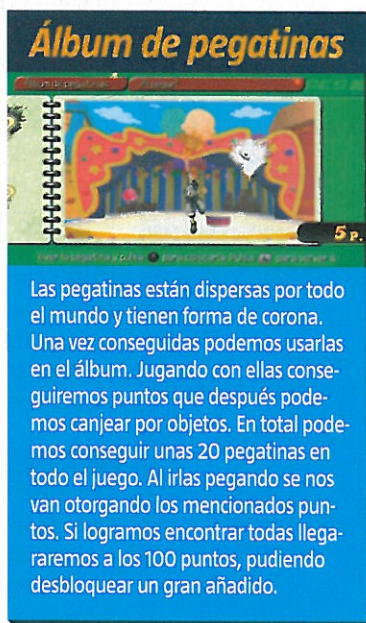 Álbum de pegatinas
Álbum de pegatinas
5 P.
Las pegatinas están dispersas por todo
el mundo y tienen forma de corona.
Una vez conseguidas podemos usarlas
en el álbum. Jugando con ellas conse-
guiremos puntos que después pode-
mos canjear por objetos. En total pode-
mos conseguir unas 20 pegatinas en
todo el juego. Al irlas pegando se nos
van otorgando los mencionados pun-
tos. Si logramos encontrar todas llega-
raremos a los 100 puntos, pudiendo
desbloquear un gran añadido.